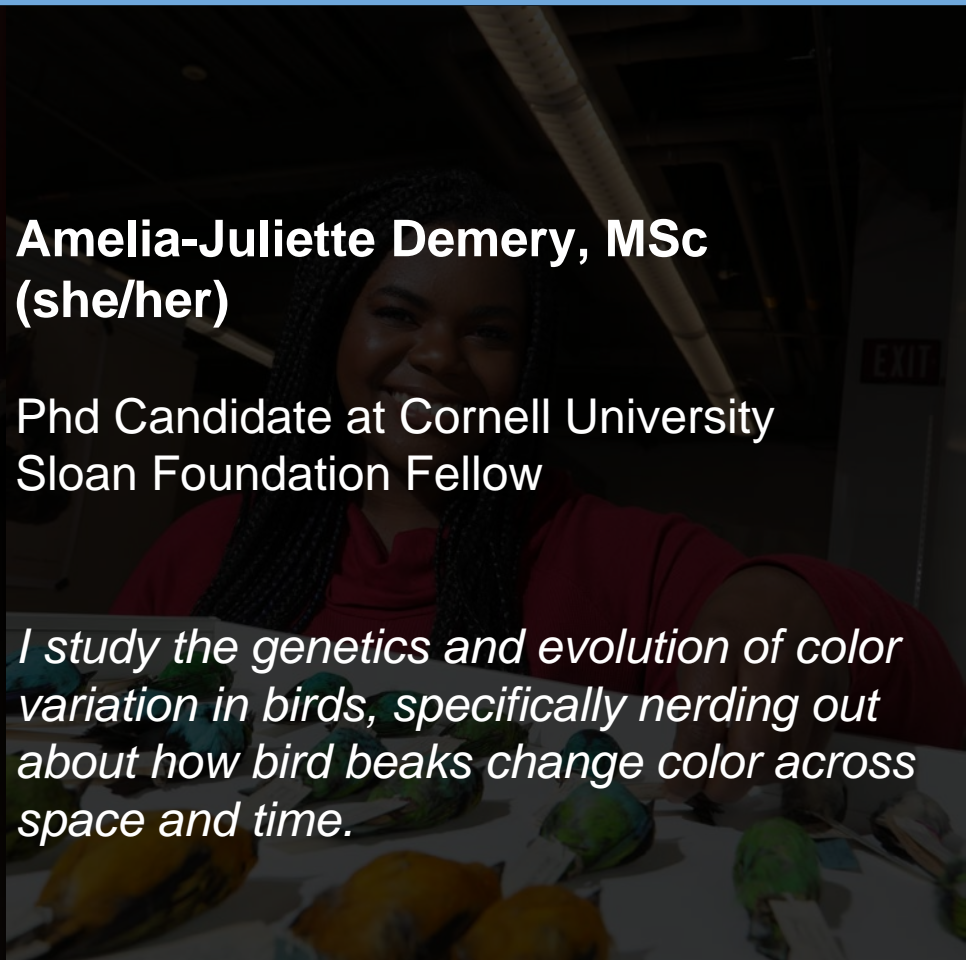 Amelia-Juliette Demery, MSc
(she/her)
Phd Candidate at Cornell University
Sloan Foundation Fellow
I study the genetics and evolution of color
variation in birds, specifically nerding out
about how bird beaks change color across
space and time.
EXIT